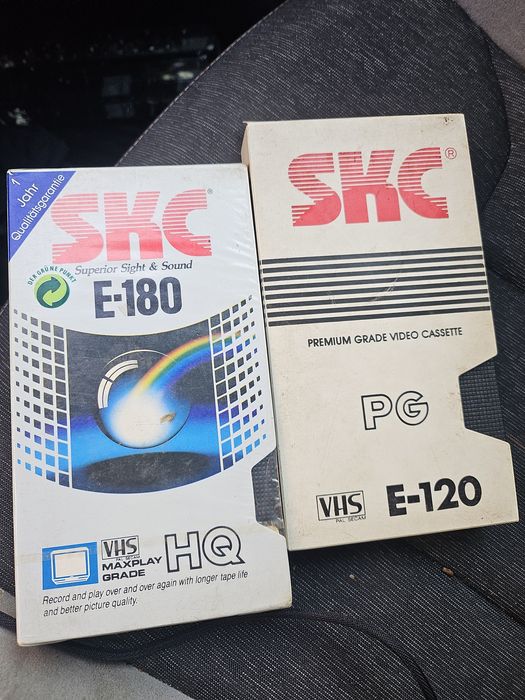 1
Jahr
Qualitätsgarantie
SKC®
Superior Sight & Sound
DER GRÜNE PUNKT
E-180
VHS
PAL SECAM
MAXPLAY
GRADE
HQ
Record and play over and over again with longer tape life
and better picture quality.
SKC®
PREMIUM GRADE VIDEO CASSETTE
PG
VHS
PAL SECAM
E-120